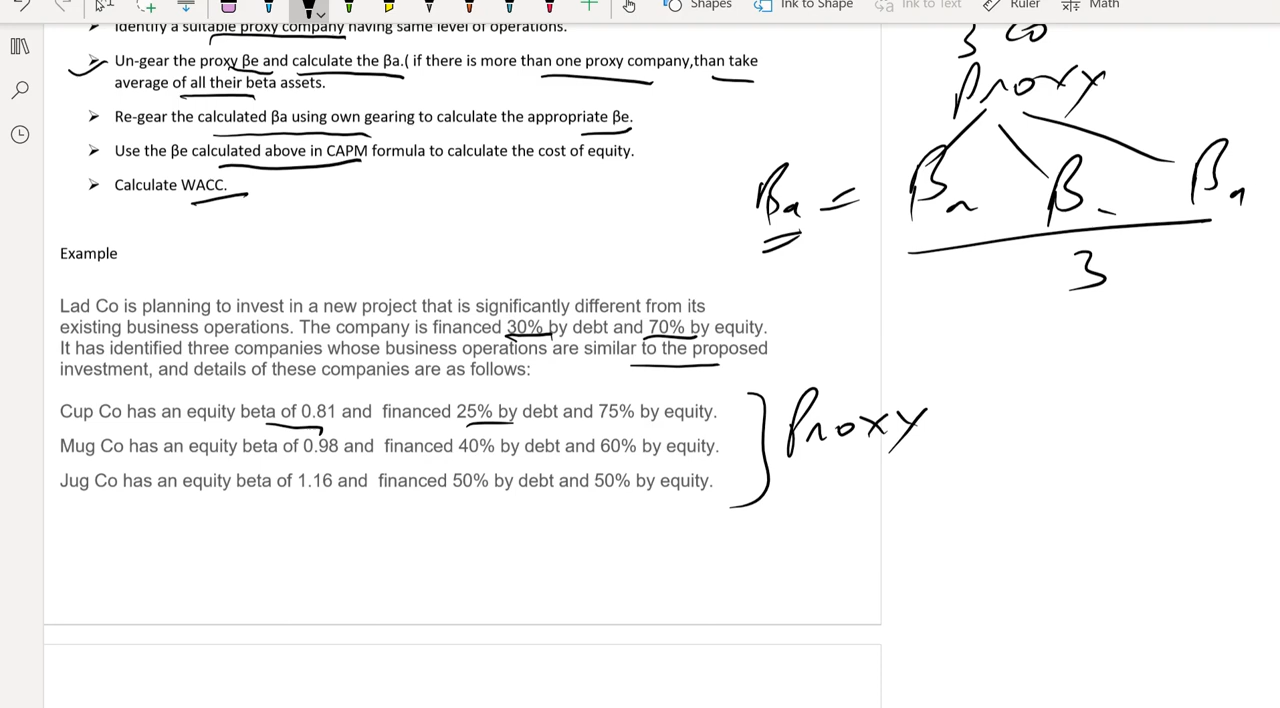 Shapes Ink to Shape Ink to Text Ruler Math
Identify a suitable proxy company having same level of operations.
Un-gear the proxy βe and calculate the βa.( if there is more than one proxy company,than take
average of all their beta assets.
Re-gear the calculated βa using own gearing to calculate the appropriate βe.
Use the βe calculated above in CAPM formula to calculate the cost of equity.
Calculate WACC.
3 co
Proxy
βa = βa β βa
3
Example
Lad Co is planning to invest in a new project that is significantly different from its
existing business operations. The company is financed 30% by debt and 70% by equity.
It has identified three companies whose business operations are similar to the proposed
investment, and details of these companies are as follows:
Cup Co has an equity beta of 0.81 and financed 25% by debt and 75% by equity.
Mug Co has an equity beta of 0.98 and financed 40% by debt and 60% by equity.
Jug Co has an equity beta of 1.16 and financed 50% by debt and 50% by equity.
Proxy